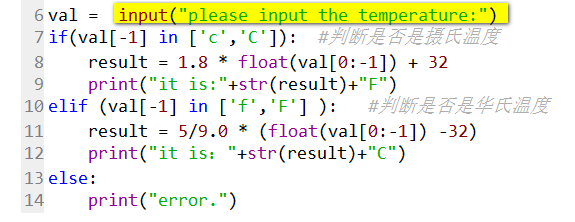 6 val = input("please input the temperature:")
7 if(val[-1] in ['c','C']): #判断是否是摄氏温度
8 result = 1.8 * float(val[0:-1]) + 32
9 print("it is:"+str(result)+"F")
10 elif (val[-1] in ['f','F'] ): #判断是否是华氏温度
11 result = 5/9.0 * (float(val[0:-1]) -32)
12 print("it is： "+str(result)+"C")
13 else:
14 print("error.")